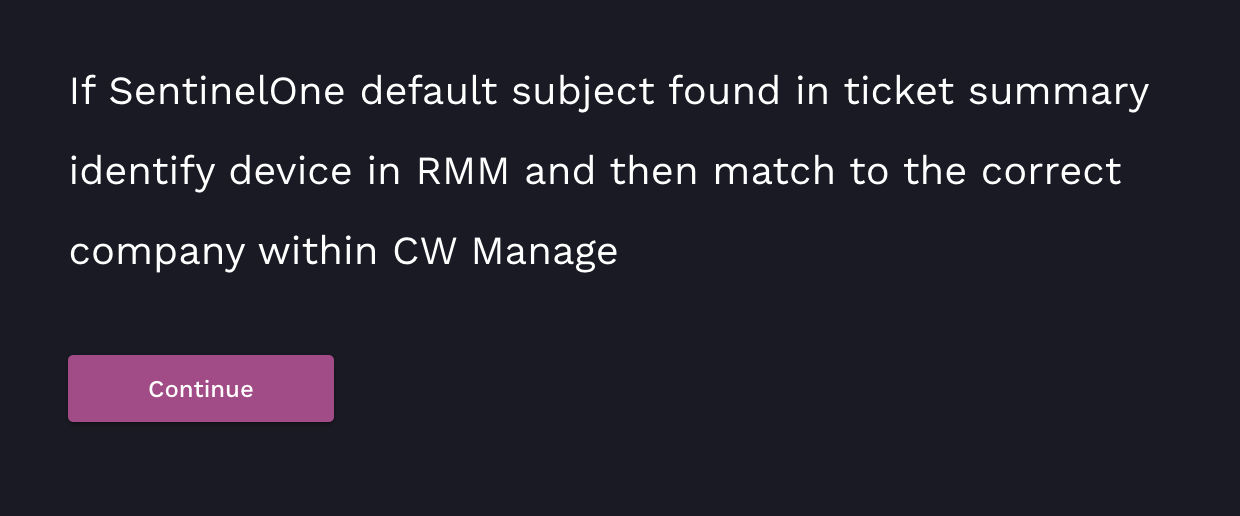 If SentinelOne default subject found in ticket summary
identify device in RMM and then match to the correct
company within CW Manage
Continue